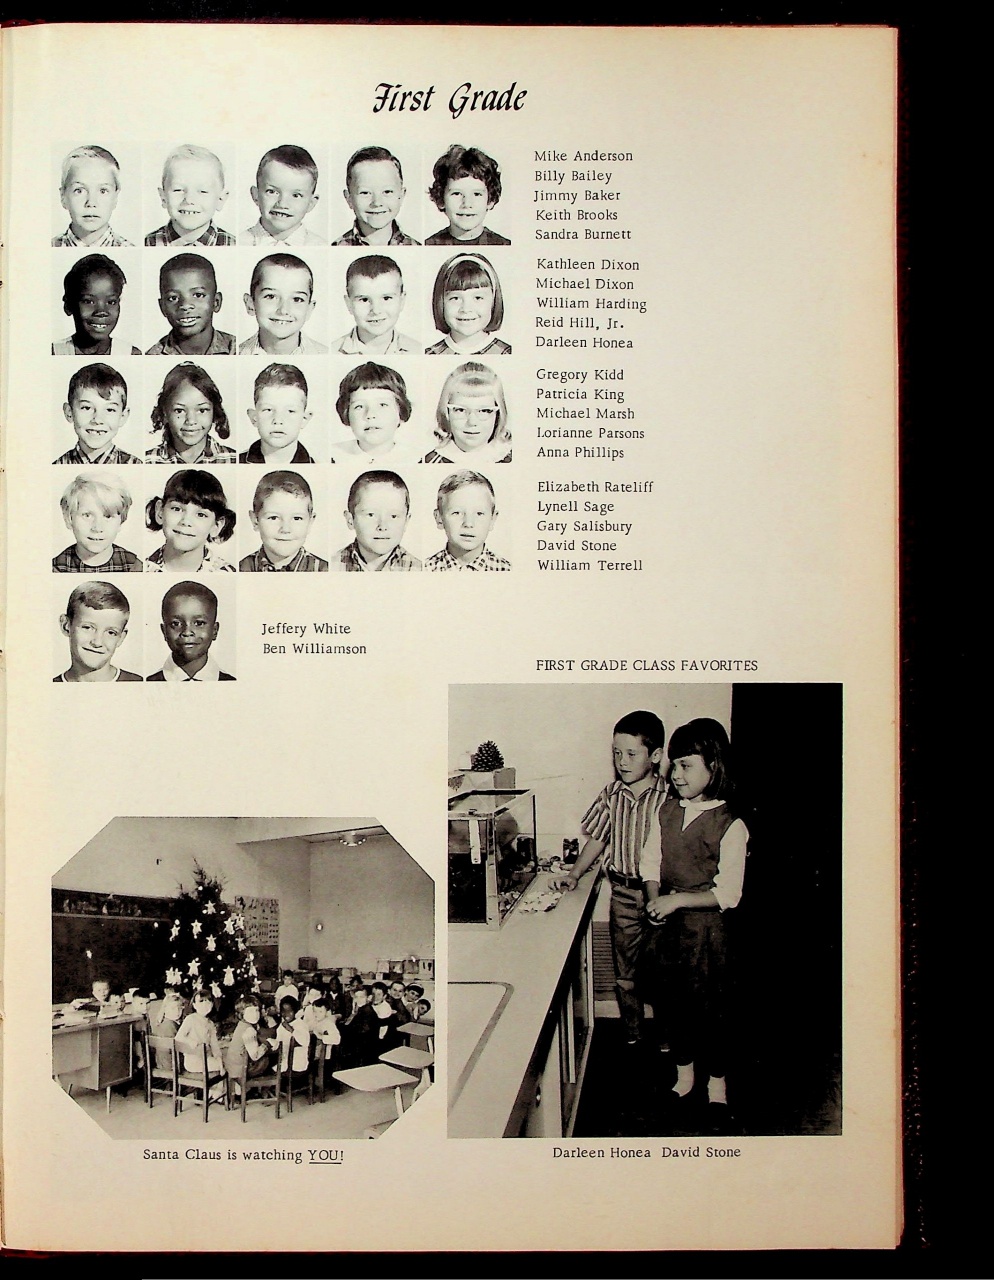 First Grade
Mike Anderson
Billy Bailey
Jimmy Baker
Keith Brooks
Sandra Burnett
Kathleen Dixon
Michael Dixon
William Harding
Reid Hill, Jr.
Darleen Honea
Gregory Kidd
Patricia King
Michael Marsh
Lorianne Parsons
Anna Phillips
Elizabeth Rateliff
Lynell Sage
Gary Salisbury
David Stone
William Terrell
Jeffery White
Ben Williamson
FIRST GRADE CLASS FAVORITES
Santa Claus is watching YOU!
Darleen Honea David Stone